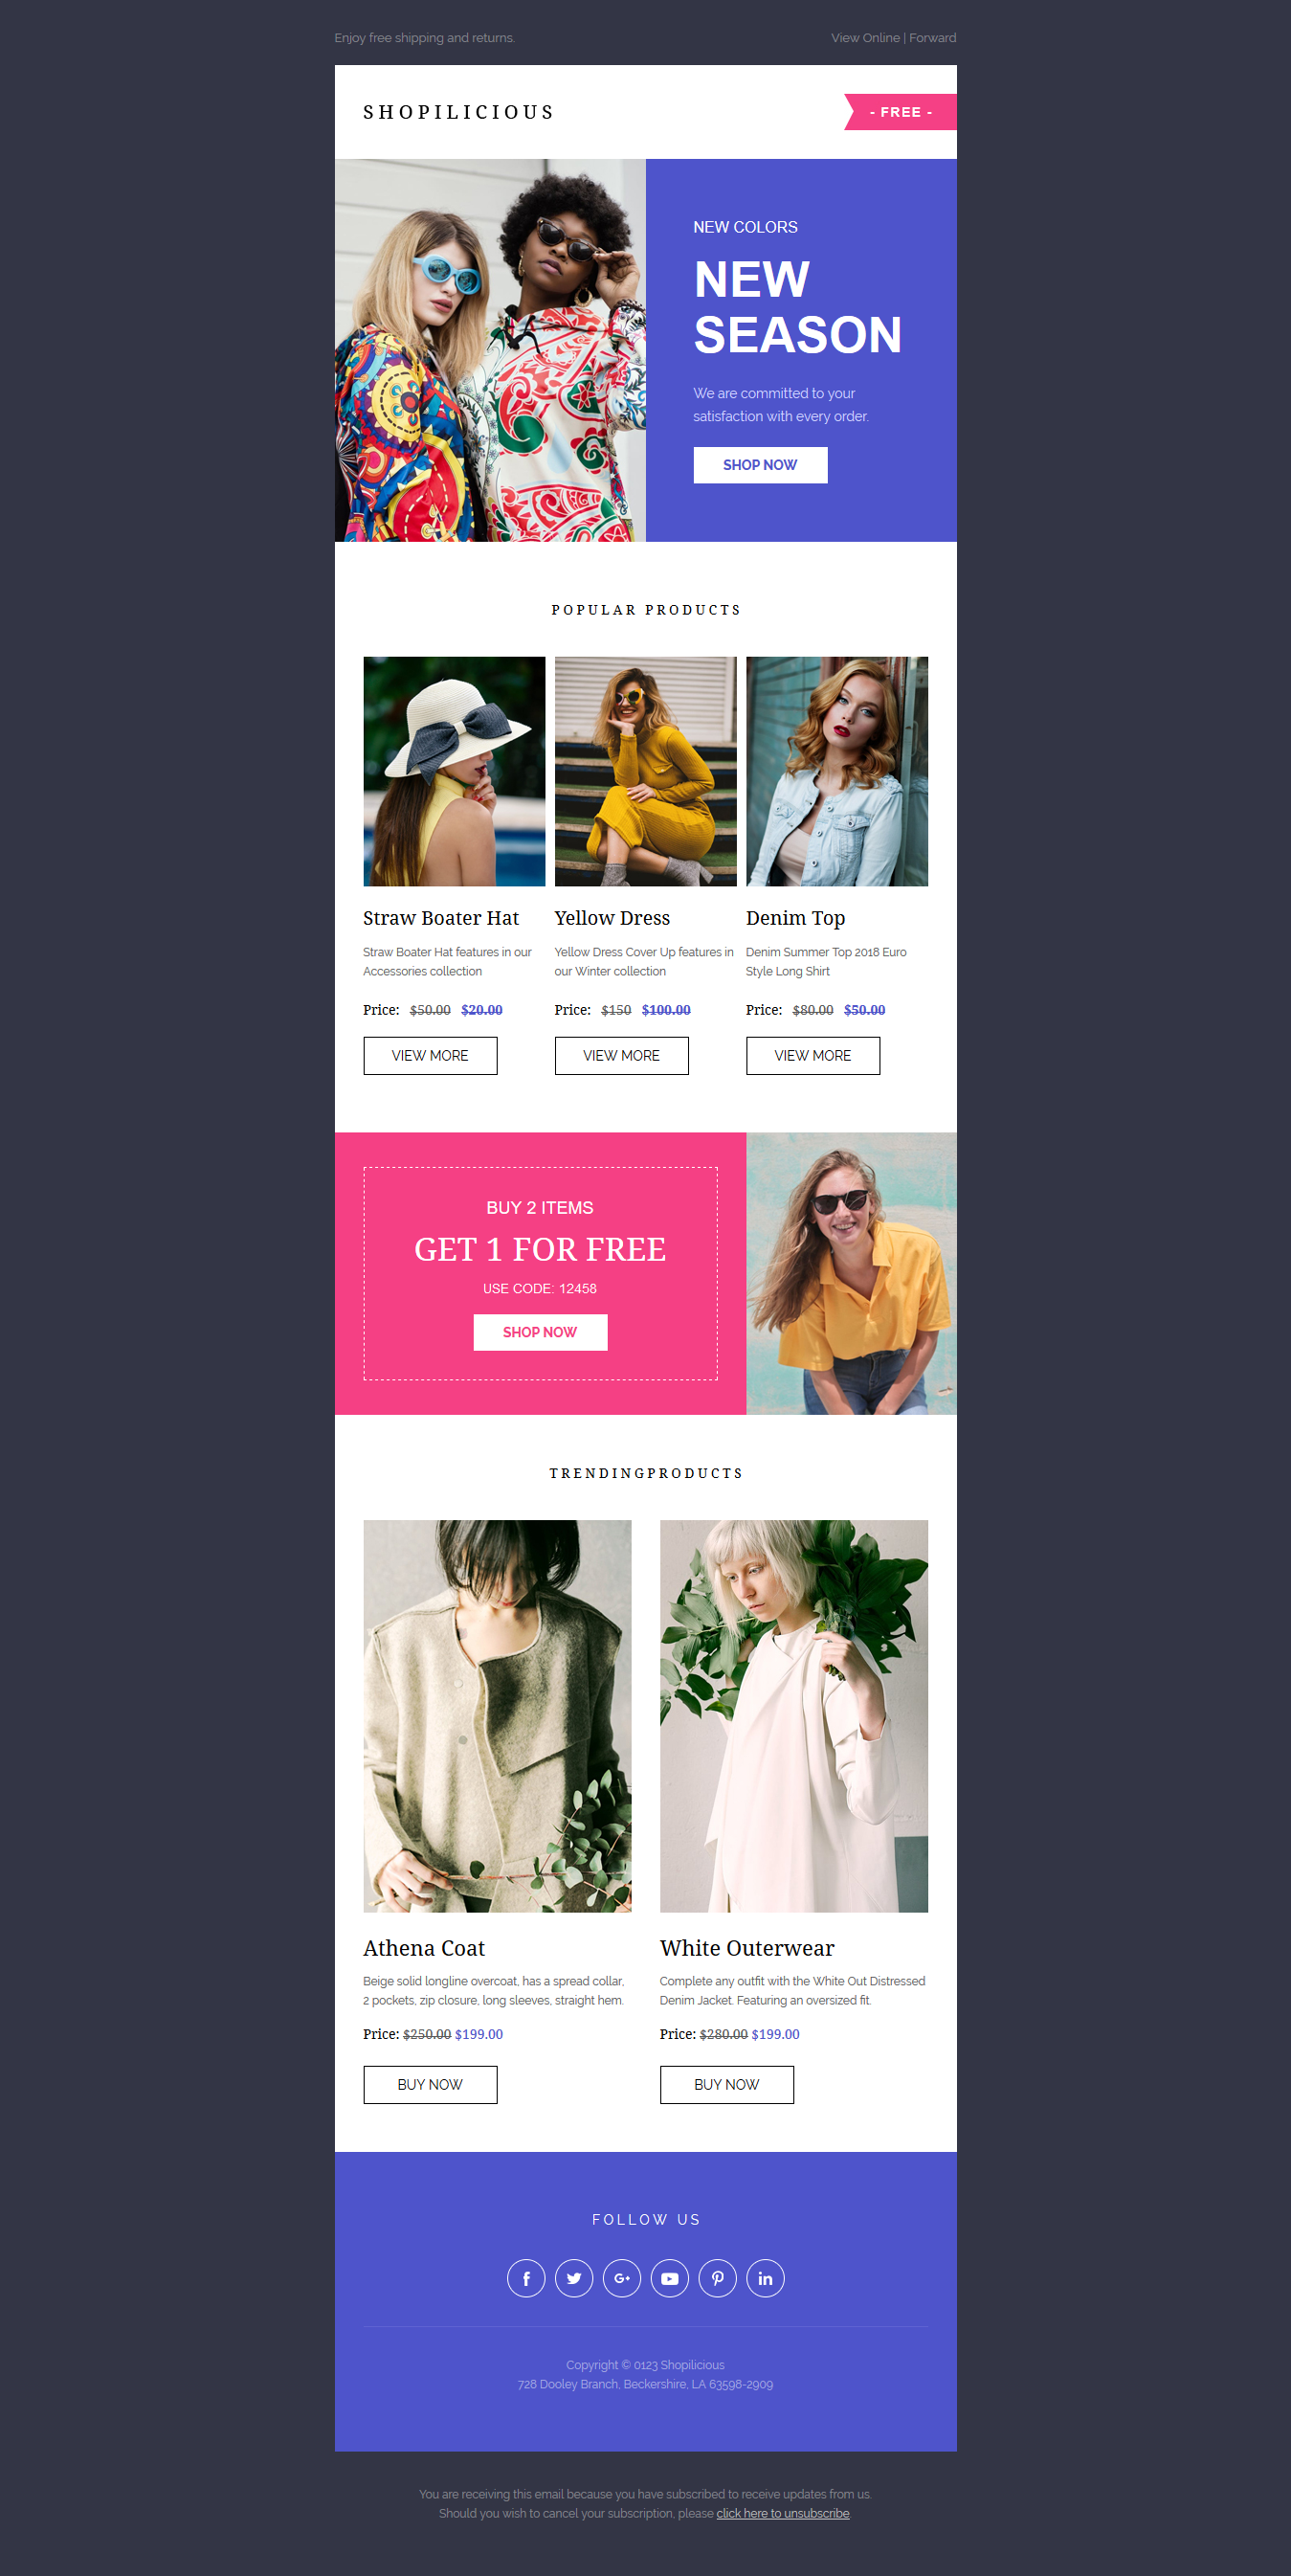 Enjoy free shipping and returns.
View Online | Forward
SHOPILICIOUS
- FREE -
NEW COLORS
NEW
SEASON
We are committed to your
satisfaction with every order.
SHOP NOW
POPULAR PRODUCTS
Straw Boater Hat
Straw Boater Hat features in our
Accessories collection
Price: $50.00 $20.00
VIEW MORE
Yellow Dress
Yellow Dress Cover Up features in
our Winter collection
Price: $150 $100.00
VIEW MORE
Denim Top
Denim Summer Top 2018 Euro
Style Long Shirt
Price: $80.00 $50.00
VIEW MORE
BUY 2 ITEMS
GET 1 FOR FREE
USE CODE: 12458
SHOP NOW
TRENDINGPRODUCTS
Athena Coat
Beige solid longline overcoat, has a spread collar,
2 pockets, zip closure, long sleeves, straight hem.
Price: $250.00 $199.00
BUY NOW
White Outerwear
Complete any outfit with the White Out Distressed
Denim Jacket. Featuring an oversized fit.
Price: $280.00 $199.00
BUY NOW
FOLLOW US
Copyright © 0123 Shopilicious
728 Dooley Branch, Beckershire, LA 63598-2909
You are receiving this email because you have subscribed to receive updates from us.
Should you wish to cancel your subscription, please click here to unsubscribe